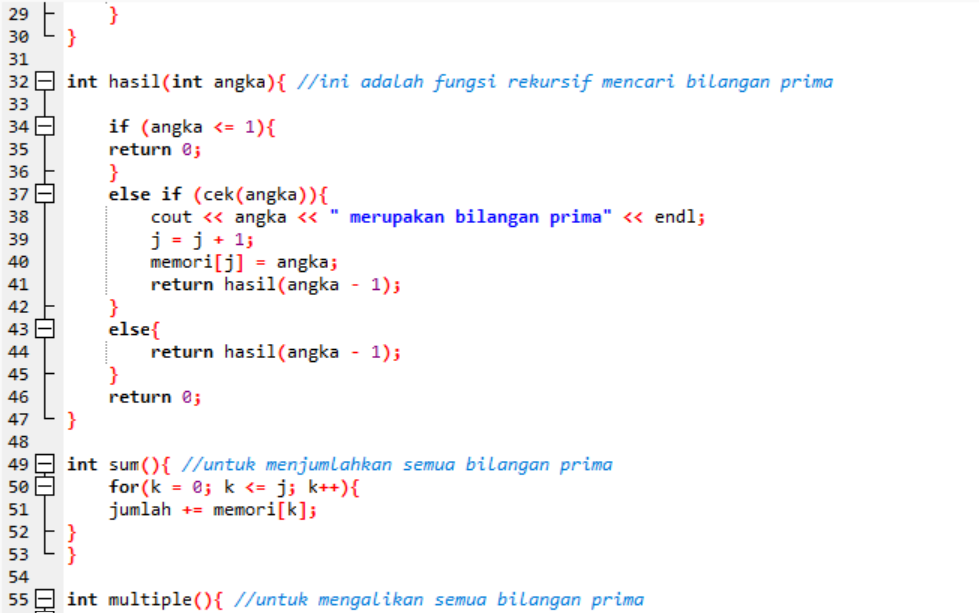 29 }
30 }
31
32 int hasil(int angka){ //ini adalah fungsi rekursif mencari bilangan prima
33
34 if (angka <= 1){
35 return 0;
36 }
37 else if (cek(angka)){
38 cout << angka << " merupakan bilangan prima" << endl;
39 j = j + 1;
40 memori[j] = angka;
41 return hasil(angka - 1);
42 }
43 else{
44 return hasil(angka - 1);
45 }
46 return 0;
47 }
48
49 int sum(){ //untuk menjumlahkan semua bilangan prima
50 for(k = 0; k <= j; k++){
51 jumlah += memori[k];
52 }
53 }
54
55 int multiple(){ //untuk mengalikan semua bilangan prima